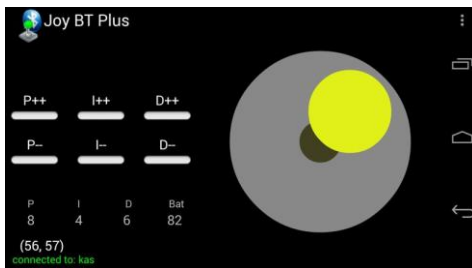 Joy BT Plus
P++ I++ D++
P-- I-- D--
P I D Bat
8 4 6 82
(56, 57)
connected to: kas